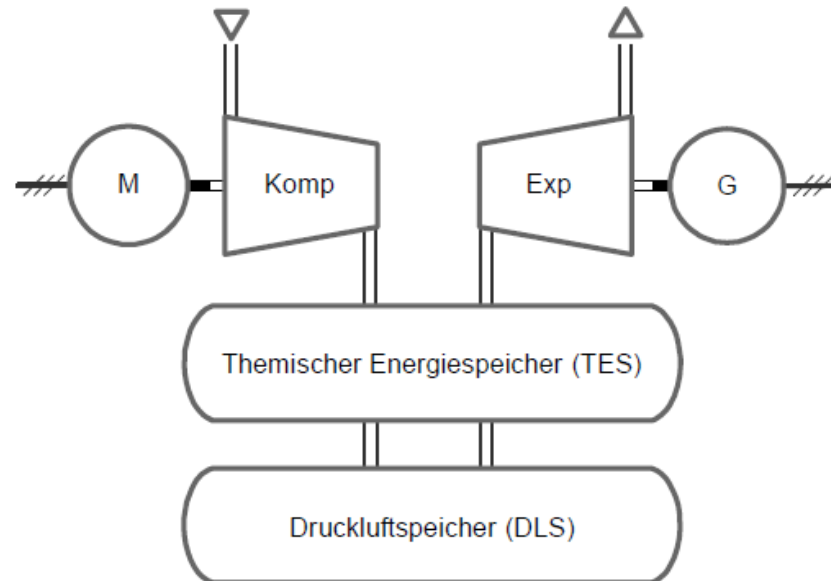 M
Komp
Exp
G
Themischer Energiespeicher (TES)
Druckluftspeicher (DLS)